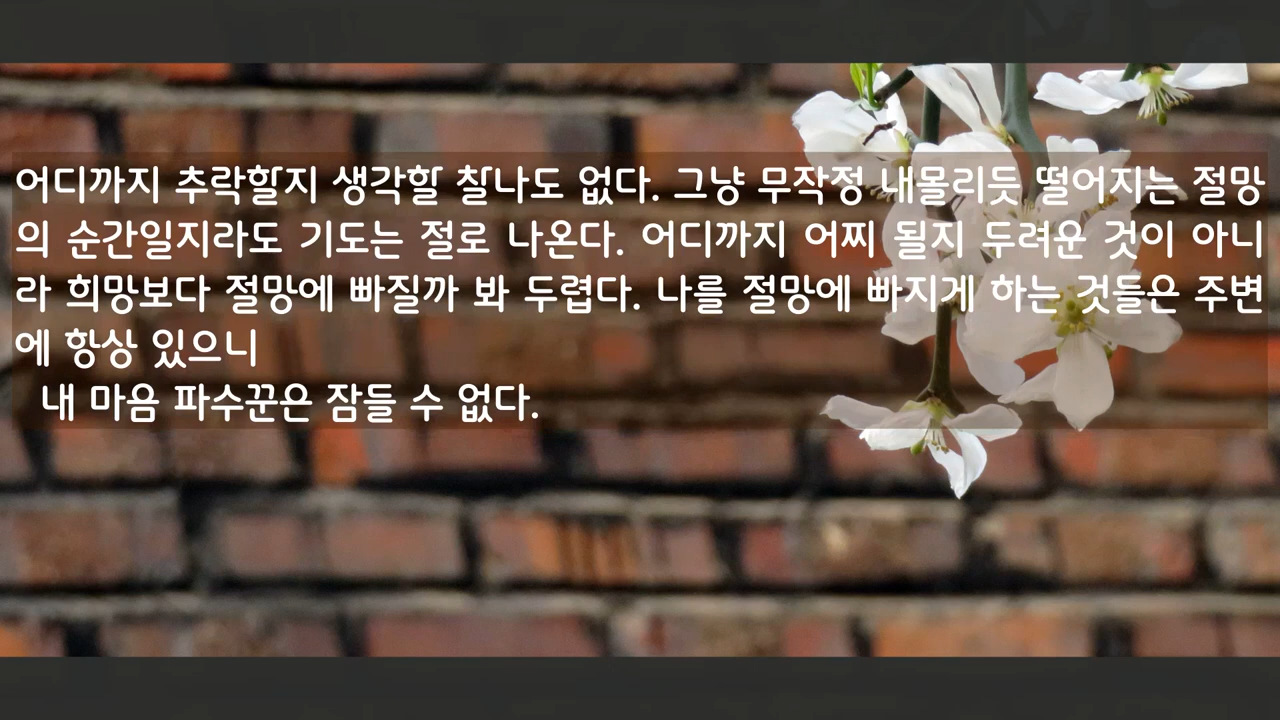 어디까지 추락할지 생각할 찰나도 없다. 그냥 무작정 내몰리듯 떨어지는 절망
의 순간일지라도 기도는 절로 나온다. 어디까지 어찌 될지 두려운 것이 아니
라 희망보다 절망에 빠질까 봐 두렵다. 나를 절망에 빠지게 하는 것들은 주변
에 항상 있으니
내 마음 파수꾼은 잠들 수 없다.